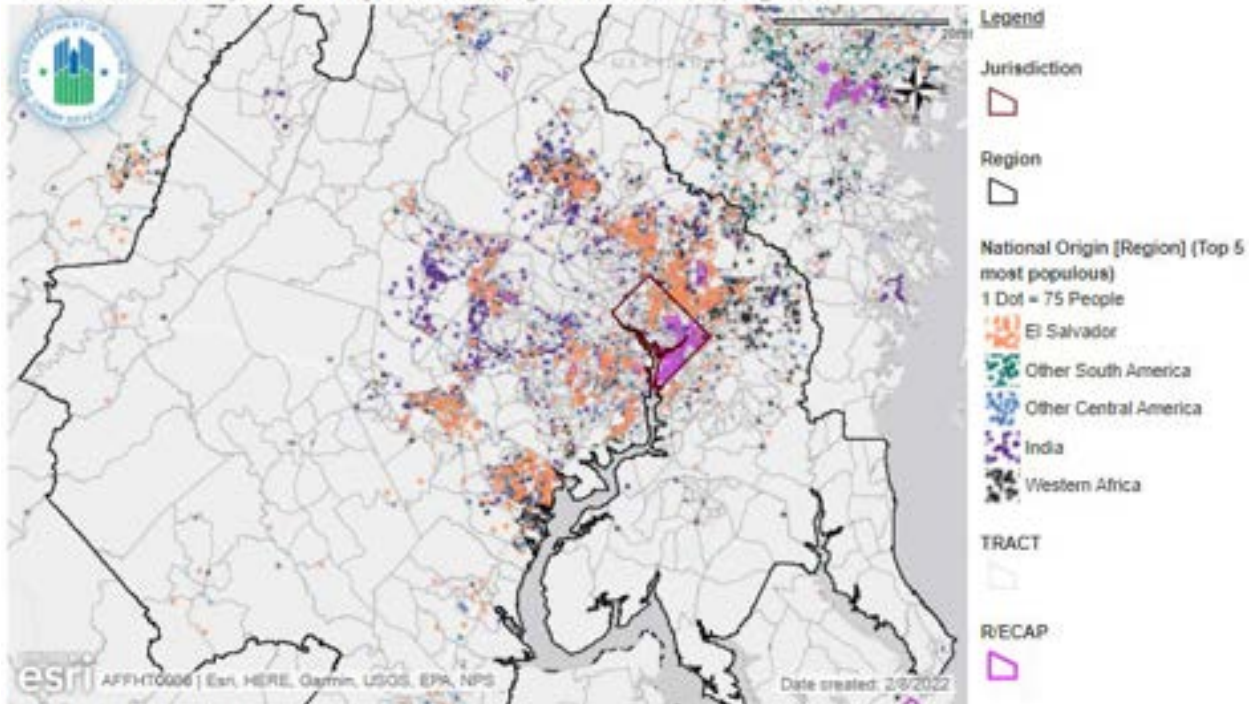 Legend
Jurisdiction
Region
National Origin [Region] (Top 5
most populous)
1 Dot = 75 People
El Salvador
Other South America
Other Central America
India
Western Africa
TRACT
R/ECAP
esri
Esri, HERE, Garmin, USGS, EPA, NPS
Date created: 2/8/2022